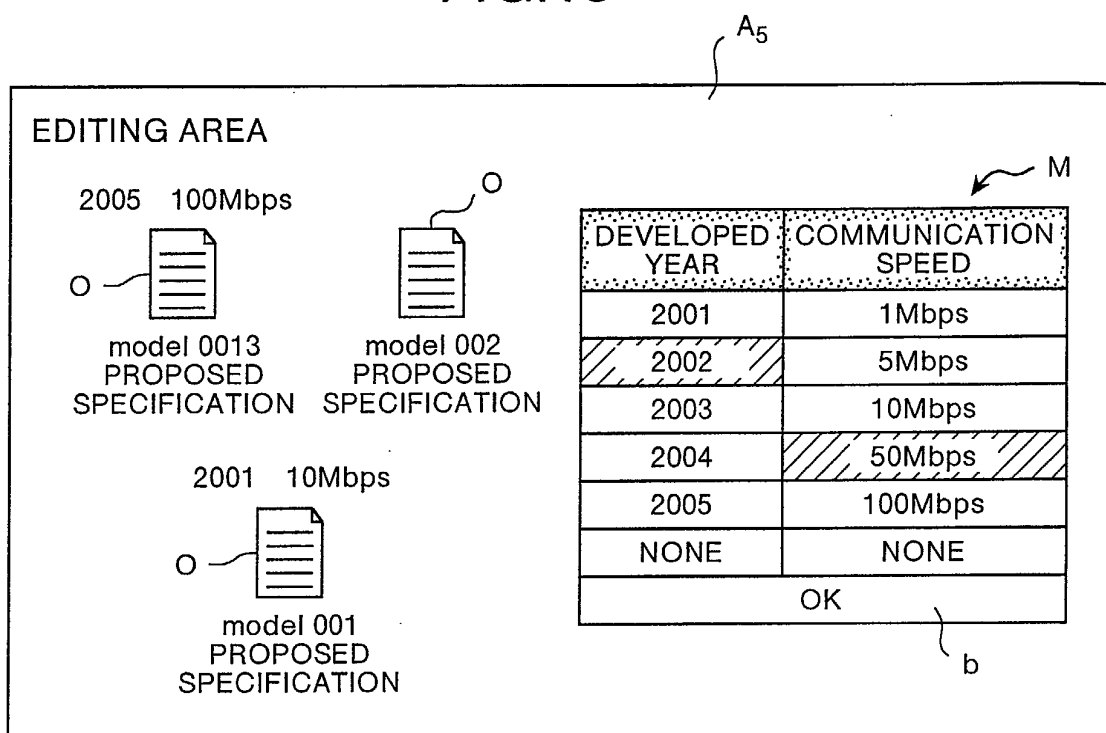 A5
EDITING AREA
M
2005 100Mbps
O
O
model 0013
PROPOSED
SPECIFICATION
model 002
PROPOSED
SPECIFICATION
2001 10Mbps
O
model 001
PROPOSED
SPECIFICATION
DEVELOPED YEAR COMMUNICATION SPEED
2001 1Mbps
2002 5Mbps
2003 10Mbps
2004 50Mbps
2005 100Mbps
NONE NONE
OK
b